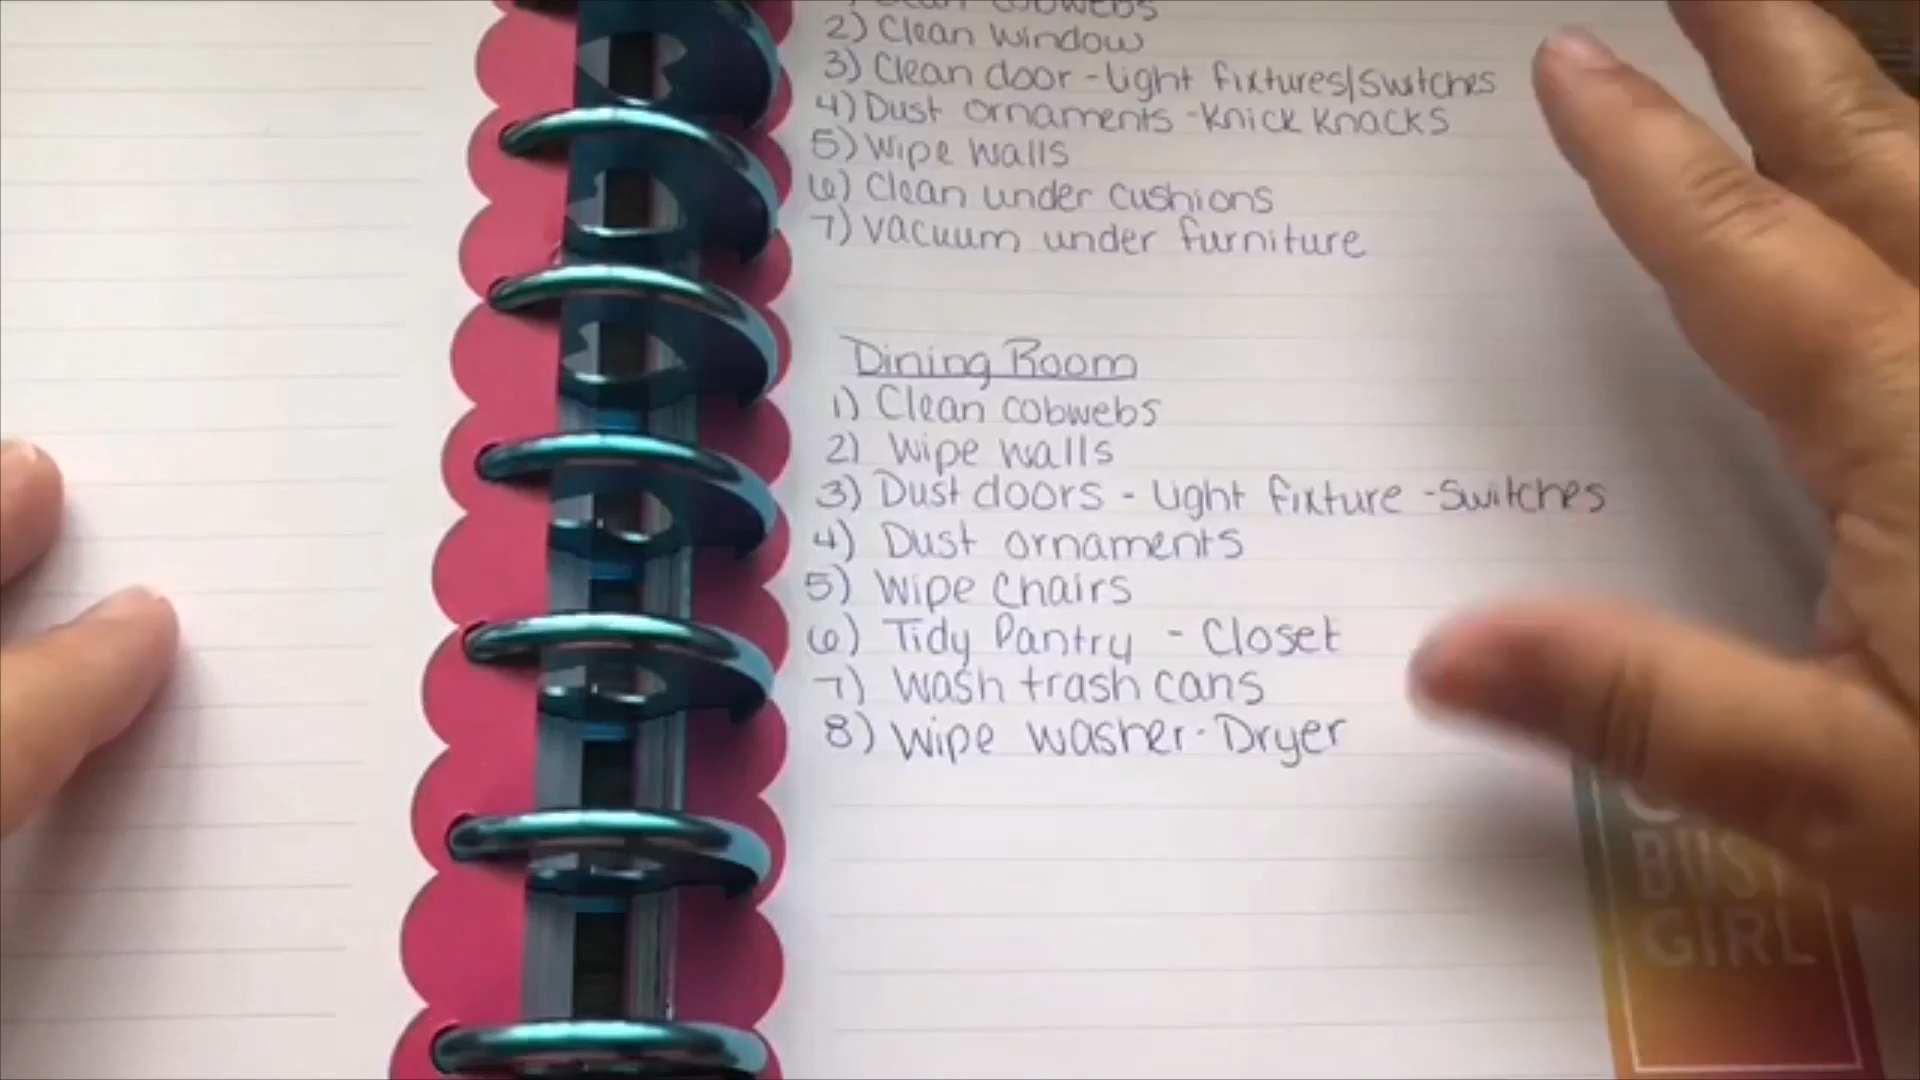 Clean cobwebs
2) Clean window
3) Clean door - Light fixtures/switches
4) Dust ornaments - Knick Knacks
5) Wipe walls
6) Clean under cushions
7) Vacuum under furniture
Dining Room
1) Clean cobwebs
2) Wipe walls
3) Dust doors - Light fixture - Switches
4) Dust ornaments
5) Wipe Chairs
6) Tidy Pantry - Closet
7) Wash trash cans
8) Wipe washer - Dryer
BUSY
GIRL